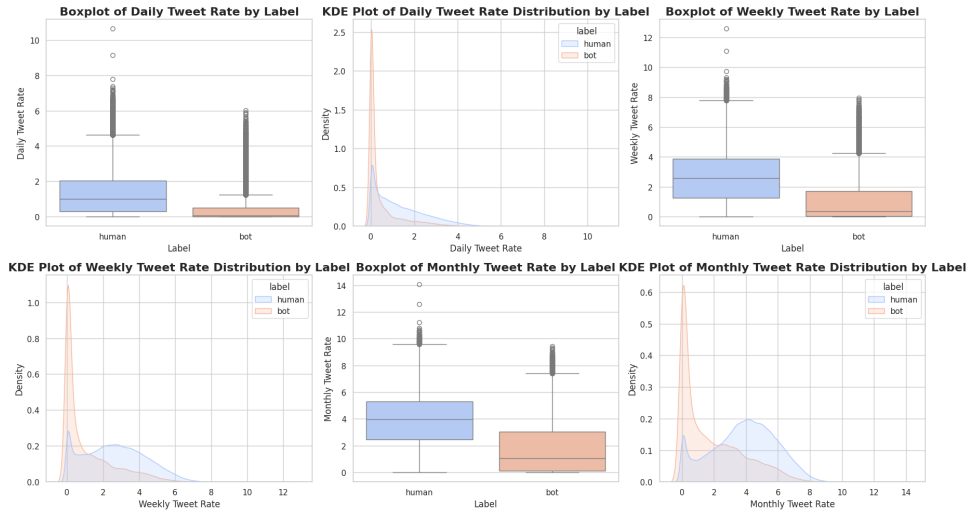 Boxplot of Daily Tweet Rate by Label
10
8
6
4
2
0
Daily Tweet Rate
human
bot
Label
KDE Plot of Daily Tweet Rate Distribution by Label
label
human
bot
2.5
2.0
1.5
1.0
0.5
0.0
Density
0 2 4 6 8 10
Daily Tweet Rate
Boxplot of Weekly Tweet Rate by Label
12
10
8
6
4
2
0
Weekly Tweet Rate
human
bot
Label
KDE Plot of Weekly Tweet Rate Distribution by Label
label
human
bot
1.0
0.8
0.6
0.4
0.2
0.0
Density
0 2 4 6 8 10 12
Weekly Tweet Rate
Boxplot of Monthly Tweet Rate by Label
14
12
10
8
6
4
2
0
Monthly Tweet Rate
human
bot
Label
KDE Plot of Monthly Tweet Rate Distribution by Label
label
human
bot
0.6
0.5
0.4
0.3
0.2
0.1
0.0
Density
0 2 4 6 8 10 12 14
Monthly Tweet Rate